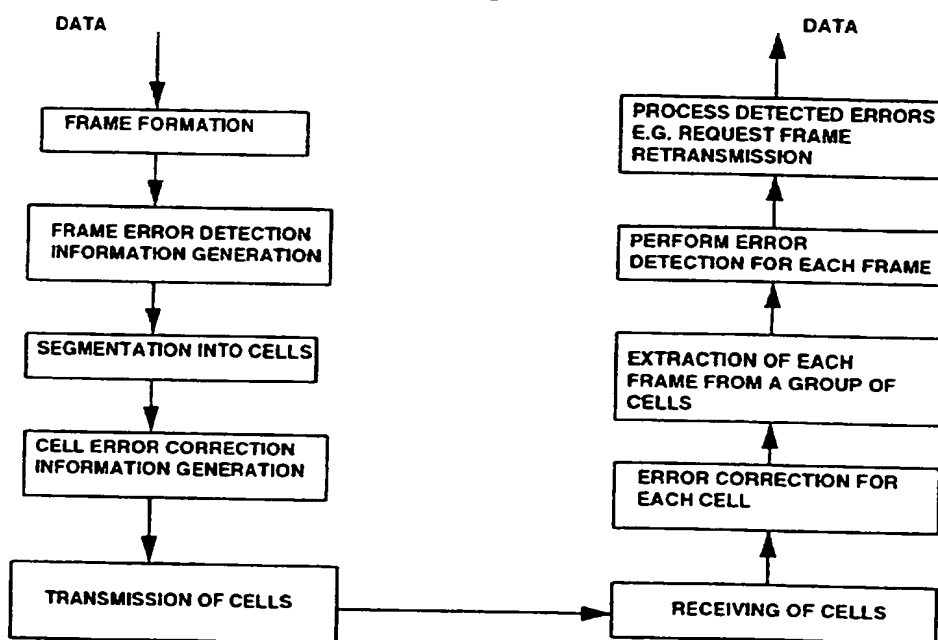 DATA
FRAME FORMATION
FRAME ERROR DETECTION
INFORMATION GENERATION
SEGMENTATION INTO CELLS
CELL ERROR CORRECTION
INFORMATION GENERATION
TRANSMISSION OF CELLS
DATA
PROCESS DETECTED ERRORS
E.G. REQUEST FRAME
RETRANSMISSION
PERFORM ERROR
DETECTION FOR EACH FRAME
EXTRACTION OF EACH
FRAME FROM A GROUP OF
CELLS
ERROR CORRECTION FOR
EACH CELL
RECEIVING OF CELLS